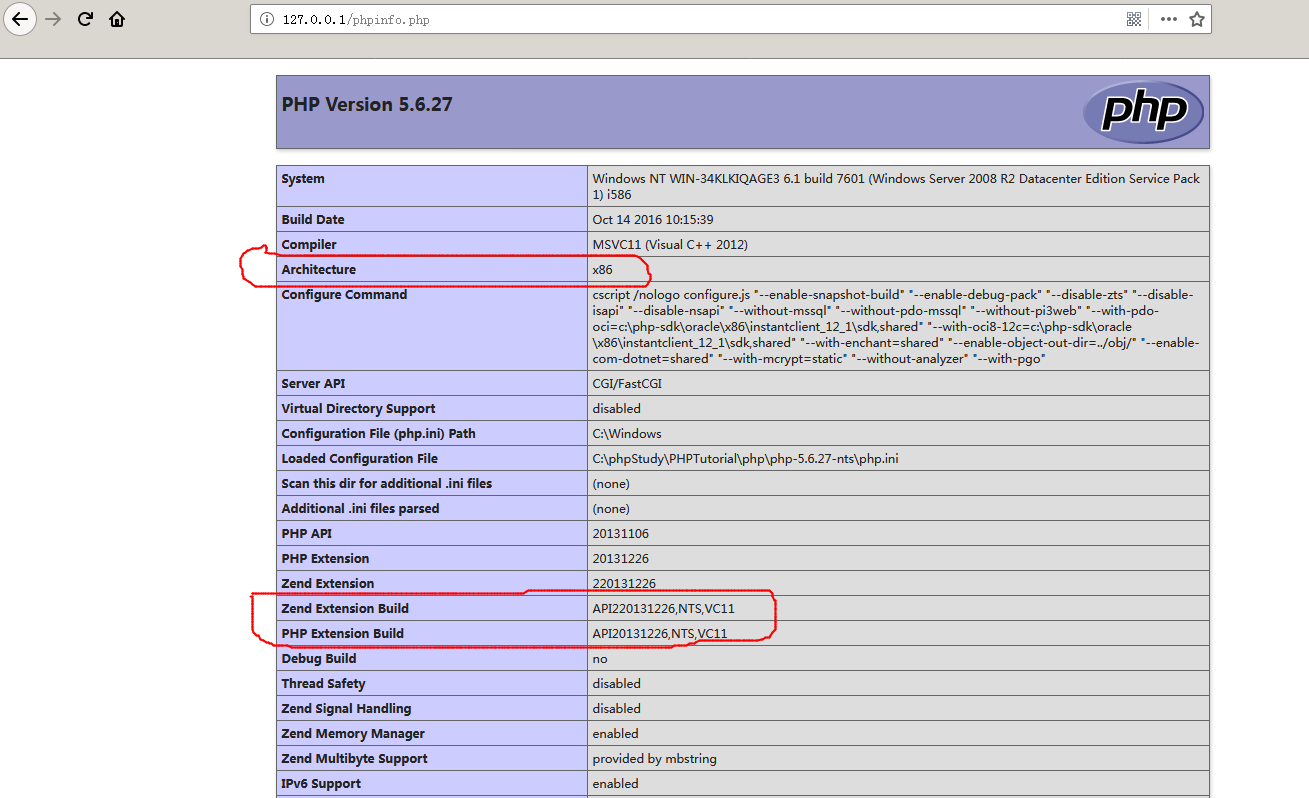 127.0.0.1/phpinfo.php
PHP Version 5.6.27
php
System
Windows NT WIN-34KLKIQAGE3 6.1 build 7601 (Windows Server 2008 R2 Datacenter Edition Service Pack
1) i586
Build Date
Oct 14 2016 10:15:39
Compiler
MSVC11 (Visual C++ 2012)
Architecture
x86
Configure Command
cscript /nologo configure.js "--enable-snapshot-build" "--enable-debug-pack" "--disable-zts" "--disable-
isapi" "--disable-nsapi" "--without-mssql" "--without-pdo-mssql" "--without-pi3web" "--with-pdo-
oci=c:\php-sdk\oracle\x86\instantclient_12_1\sdk,shared" "--with-oci8-12c=c:\php-sdk\oracle
\x86\instantclient_12_1\sdk,shared" "--with-enchant=shared" "--enable-object-out-dir=../obj/" "--enable-
com-dotnet=shared" "--with-mcrypt=static" "--without-analyzer" "--with-pgo"
Server API
CGI/FastCGI
Virtual Directory Support
disabled
Configuration File (php.ini) Path
C:\Windows
Loaded Configuration File
C:\phpStudy\PHPTutorial\php\php-5.6.27-nts\php.ini
Scan this dir for additional .ini files
(none)
Additional .ini files parsed
(none)
PHP API
20131106
PHP Extension
20131226
Zend Extension
220131226
Zend Extension Build
API220131226,NTS,VC11
PHP Extension Build
API20131226,NTS,VC11
Debug Build
no
Thread Safety
disabled
Zend Signal Handling
disabled
Zend Memory Manager
enabled
Zend Multibyte Support
provided by mbstring
IPv6 Support
enabled